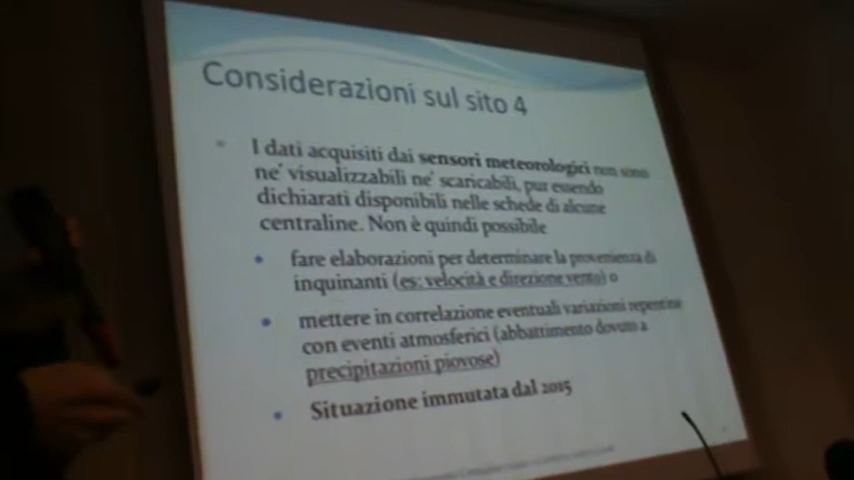 Considerazioni sul sito 4
I dati acquisiti dai sensori meteorologici non sono
ne' visualizzabili ne' scaricabili, pur essendo
dichiarati disponibili nelle schede di alcune
centraline. Non è quindi possibile
fare elaborazioni per determinare la provenienza di
inquinanti (es: velocità e direzione vento) o
mettere in correlazione eventuali variazioni repentine
con eventi atmosferici (abbattimento dovuto a
precipitazioni piovose)
Situazione immutata dal 2015